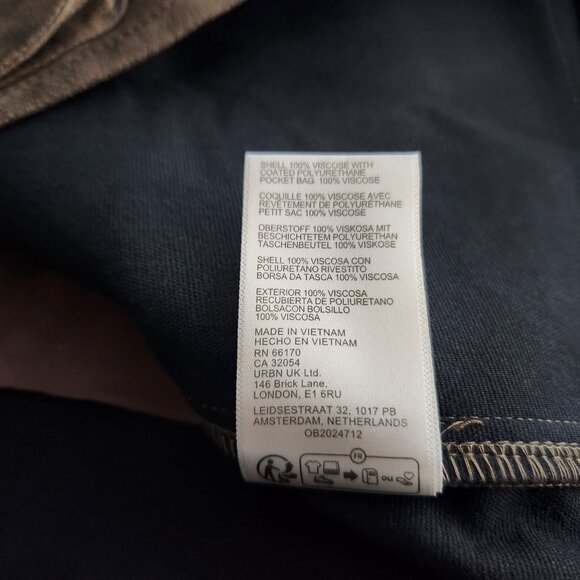 SHELL 100% VISCOSE WITH
COATED POLYURETHANE
POCKET BAG 100% VISCOSE
COQUILLE 100% VISCOSE AVEC
REVÊTEMENT DE POLYURÉTHANE
PETIT SAC 100% VISCOSE
OBERSTOFF 100% VISKOSA MIT
BESCHICHTETEM POLYURETHAN
TASCHENBEUTEL 100% VISKOSE
SHELL 100% VISCOSA CON
POLIURETANO RIVESTITO
BORSA DA TASCA 100% VISCOSA
EXTERIOR 100% VISCOSA
RECUBIERTA DE POLIURETANO
BOLSACON BOLSILLO
100% VISCOSA
MADE IN VIETNAM
HECHO EN VIETNAM
RN 66170
CA 32054
URBN UK Ltd.
146 Brick Lane,
LONDON, E1 6RU
LEIDSESTRAAT 32, 1017 PB
AMSTERDAM, NETHERLANDS
OB2024712
FR
ou